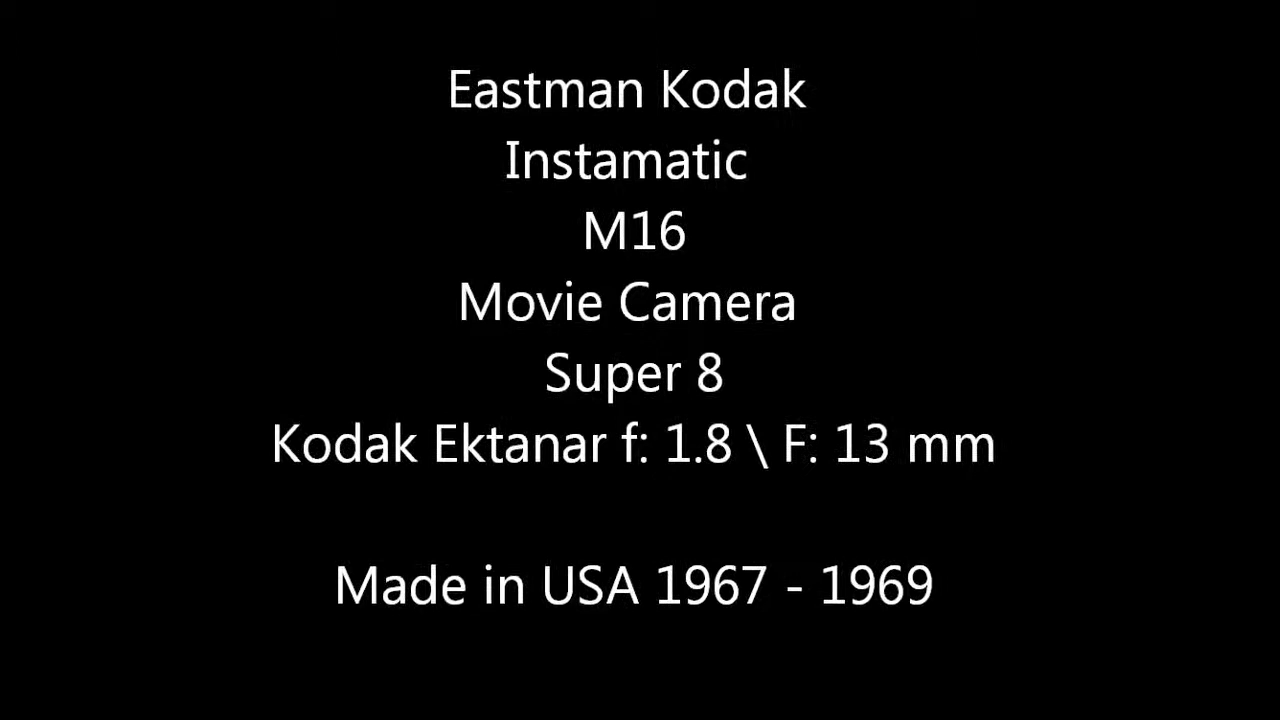 Eastman Kodak
Instamatic
M16
Movie Camera
Super 8
Kodak Ektanar f: 1.8 \ F: 13 mm
Made in USA 1967 - 1969